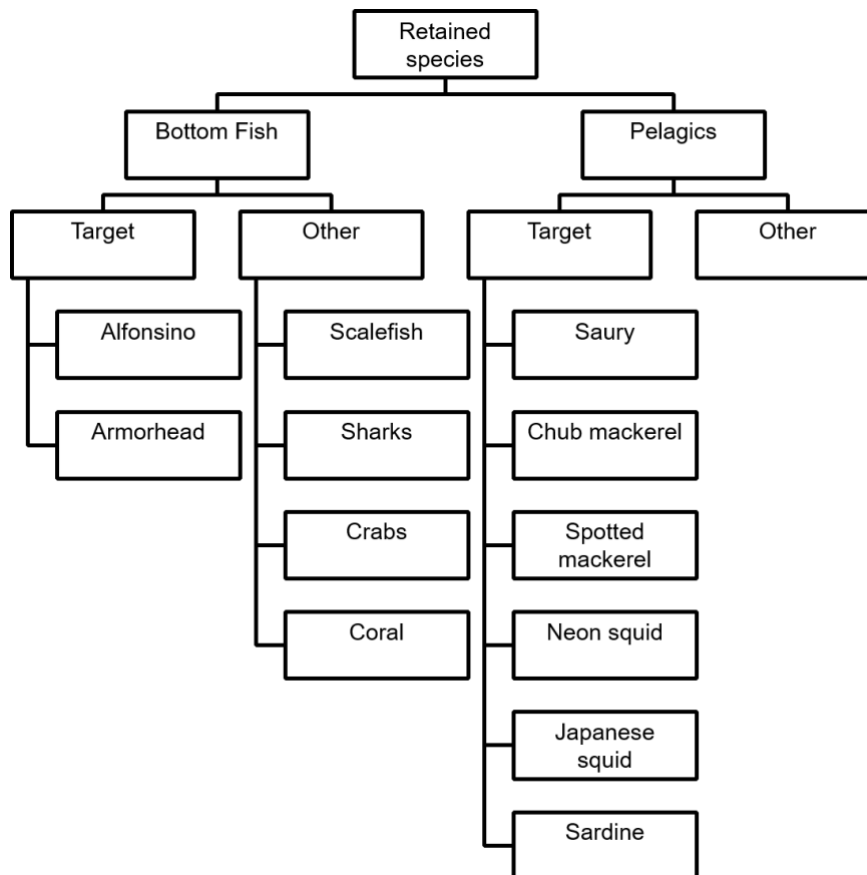 Retained
species
Bottom Fish
Pelagics
Target
Other
Target
Other
Alfonsino
Scalefish
Saury
Armorhead
Sharks
Chub mackerel
Crabs
Spotted
mackerel
Coral
Neon squid
Japanese
squid
Sardine